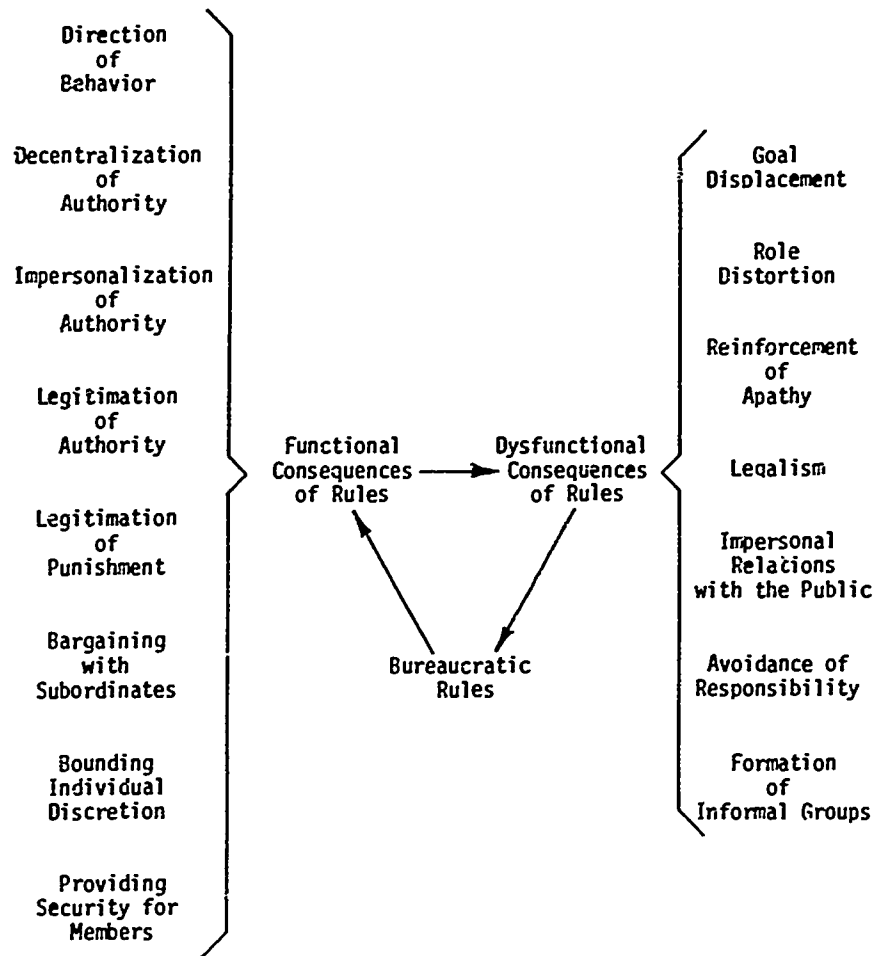 Direction
of
Behavior
Decentralization
of
Authority
Impersonalization
of
Authority
Legitimation
of
Authority
Legitimation
of
Punishment
Bargaining
with
Subordinates
Bounding
Individual
Discretion
Providing
Security for
Members
Functional
Consequences
of Rules
Dysfunctional
Consequences
of Rules
Bureaucratic
Rules
Goal
Displacement
Role
Distortion
Reinforcement
of
Apathy
Legalism
Impersonal
Relations
with the Public
Avoidance of
Responsibility
Formation
of
Informal Groups